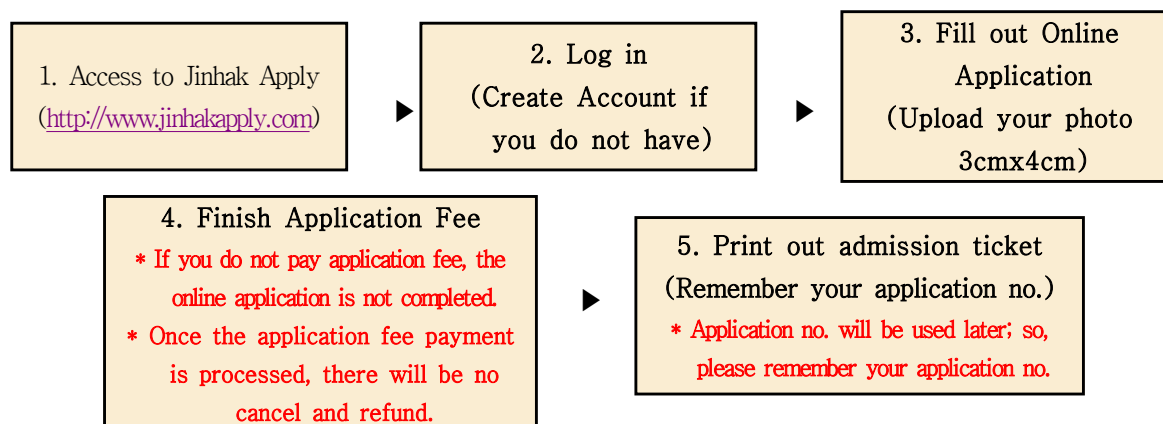 1. Access to Jinhak Apply
(http://www.jinhakapply.com)
2. Log in
(Create Account if
you do not have)
3. Fill out Online
Application
(Upload your photo
3cmx4cm)
4. Finish Application Fee
* If you do not pay application fee, the
online application is not completed.
* Once the application fee payment
is processed, there will be no
cancel and refund.
5. Print out admission ticket
(Remember your application no.)
* Application no. will be used later; so,
please remember your application no.